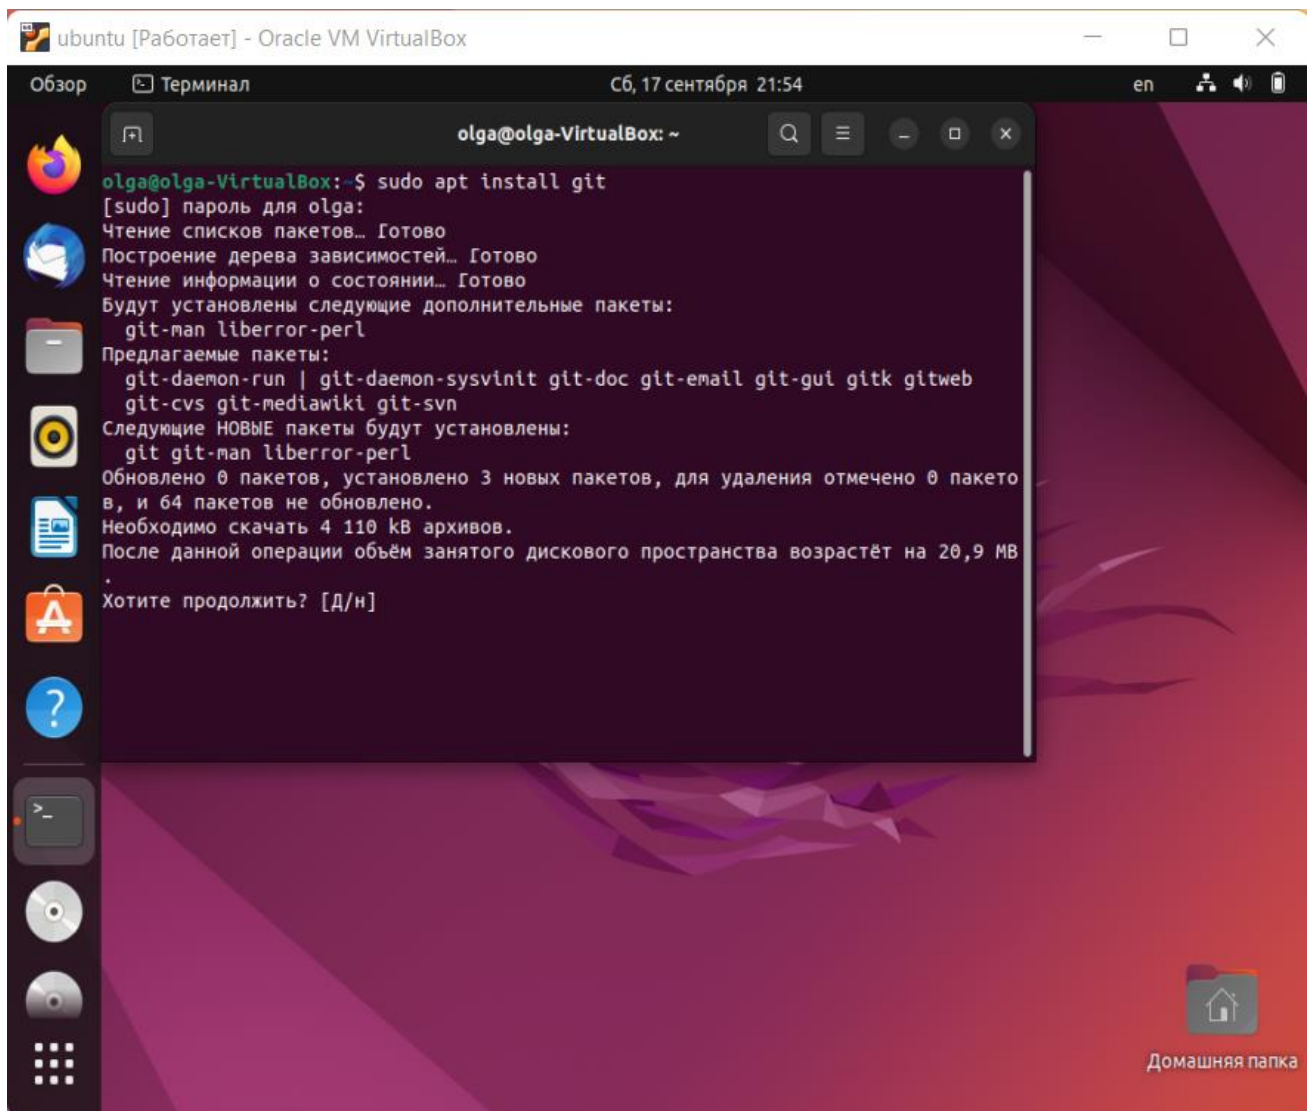 ubuntu [Работает] - Oracle VM VirtualBox
Обзор Терминал Сб, 17 сентября 21:54 en
olga@olga-VirtualBox: ~
olga@olga-VirtualBox:~$ sudo apt install git
[sudo] пароль для olga:
Чтение списков пакетов… Готово
Построение дерева зависимостей… Готово
Чтение информации о состоянии… Готово
Будут установлены следующие дополнительные пакеты:
git-man liberror-perl
Предлагаемые пакеты:
git-daemon-run | git-daemon-sysvinit git-doc git-email git-gui gitk gitweb
git-cvs git-mediawiki git-svn
Следующие НОВЫЕ пакеты будут установлены:
git git-man liberror-perl
Обновлено 0 пакетов, установлено 3 новых пакетов, для удаления отмечено 0 пакето
в, и 64 пакетов не обновлено.
Необходимо скачать 4 110 kB архивов.
После данной операции объём занятого дискового пространства возрастёт на 20,9 MB
.
Хотите продолжить? [Д/н]
Домашняя папка